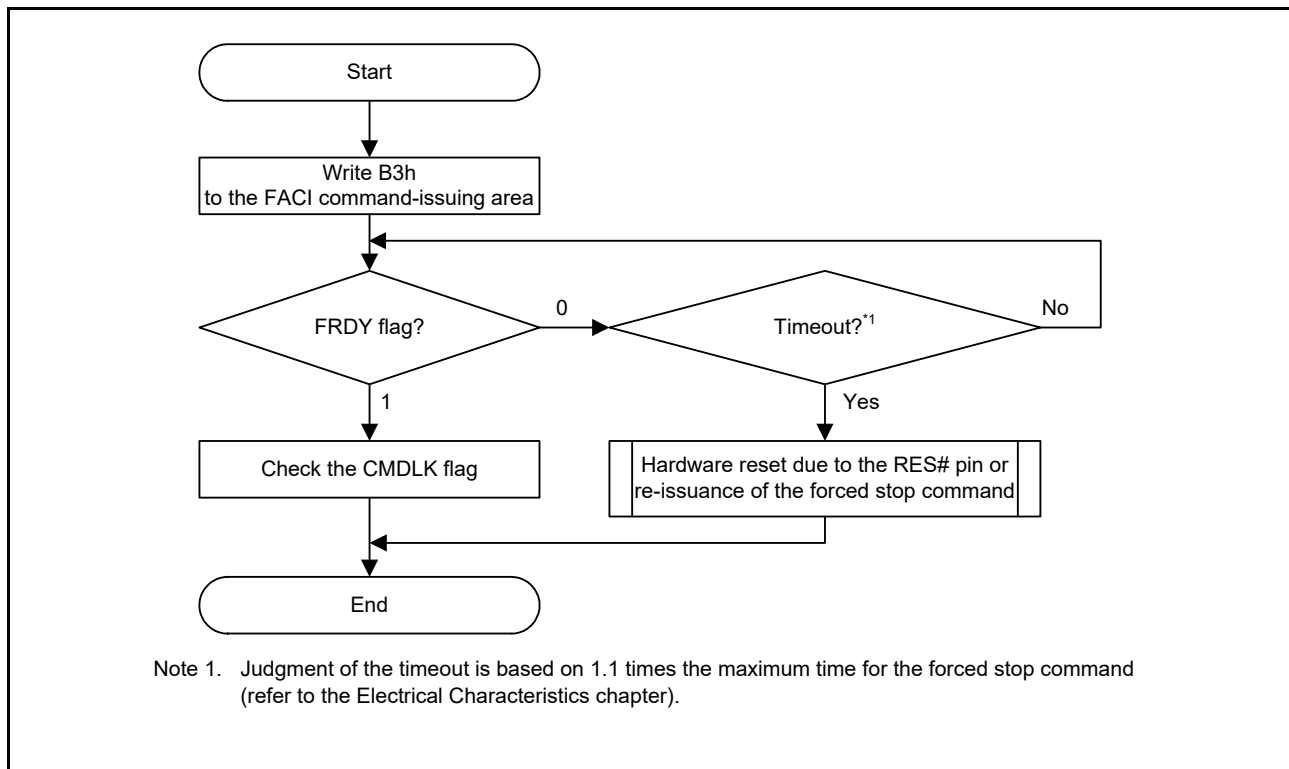 Start
Write B3h
to the FACI command-issuing area
FRDY flag?
0
Timeout?*1
No
1
Yes
Check the CMDLK flag
Hardware reset due to the RES# pin or
re-issuance of the forced stop command
End
Note 1. Judgment of the timeout is based on 1.1 times the maximum time for the forced stop command
(refer to the Electrical Characteristics chapter).